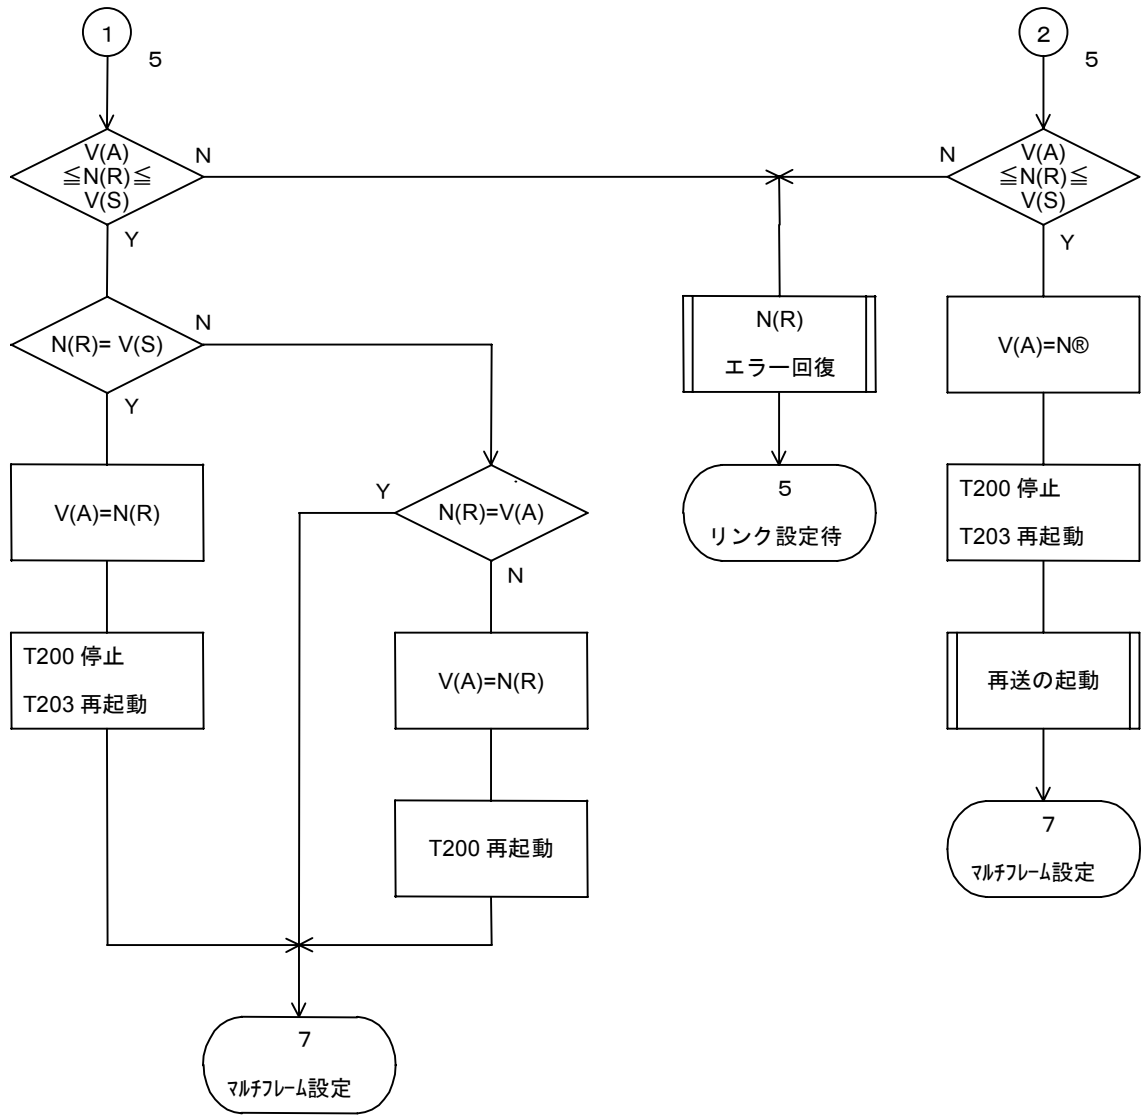 1
5
V(A)
≦N(R)≦
V(S)
N
Y
N(R)= V(S)
N
Y
V(A)=N(R)
T200 停止
T203 再起動
N(R)=V(A)
Y
N
V(A)=N(R)
T200 再起動
7
マルチフレーム設定
N(R)
エラー回復
5
リンク設定待
2
5
V(A)
≦N(R)≦
V(S)
N
Y
V(A)=N®
T200 停止
T203 再起動
再送の起動
7
マルチフレーム設定